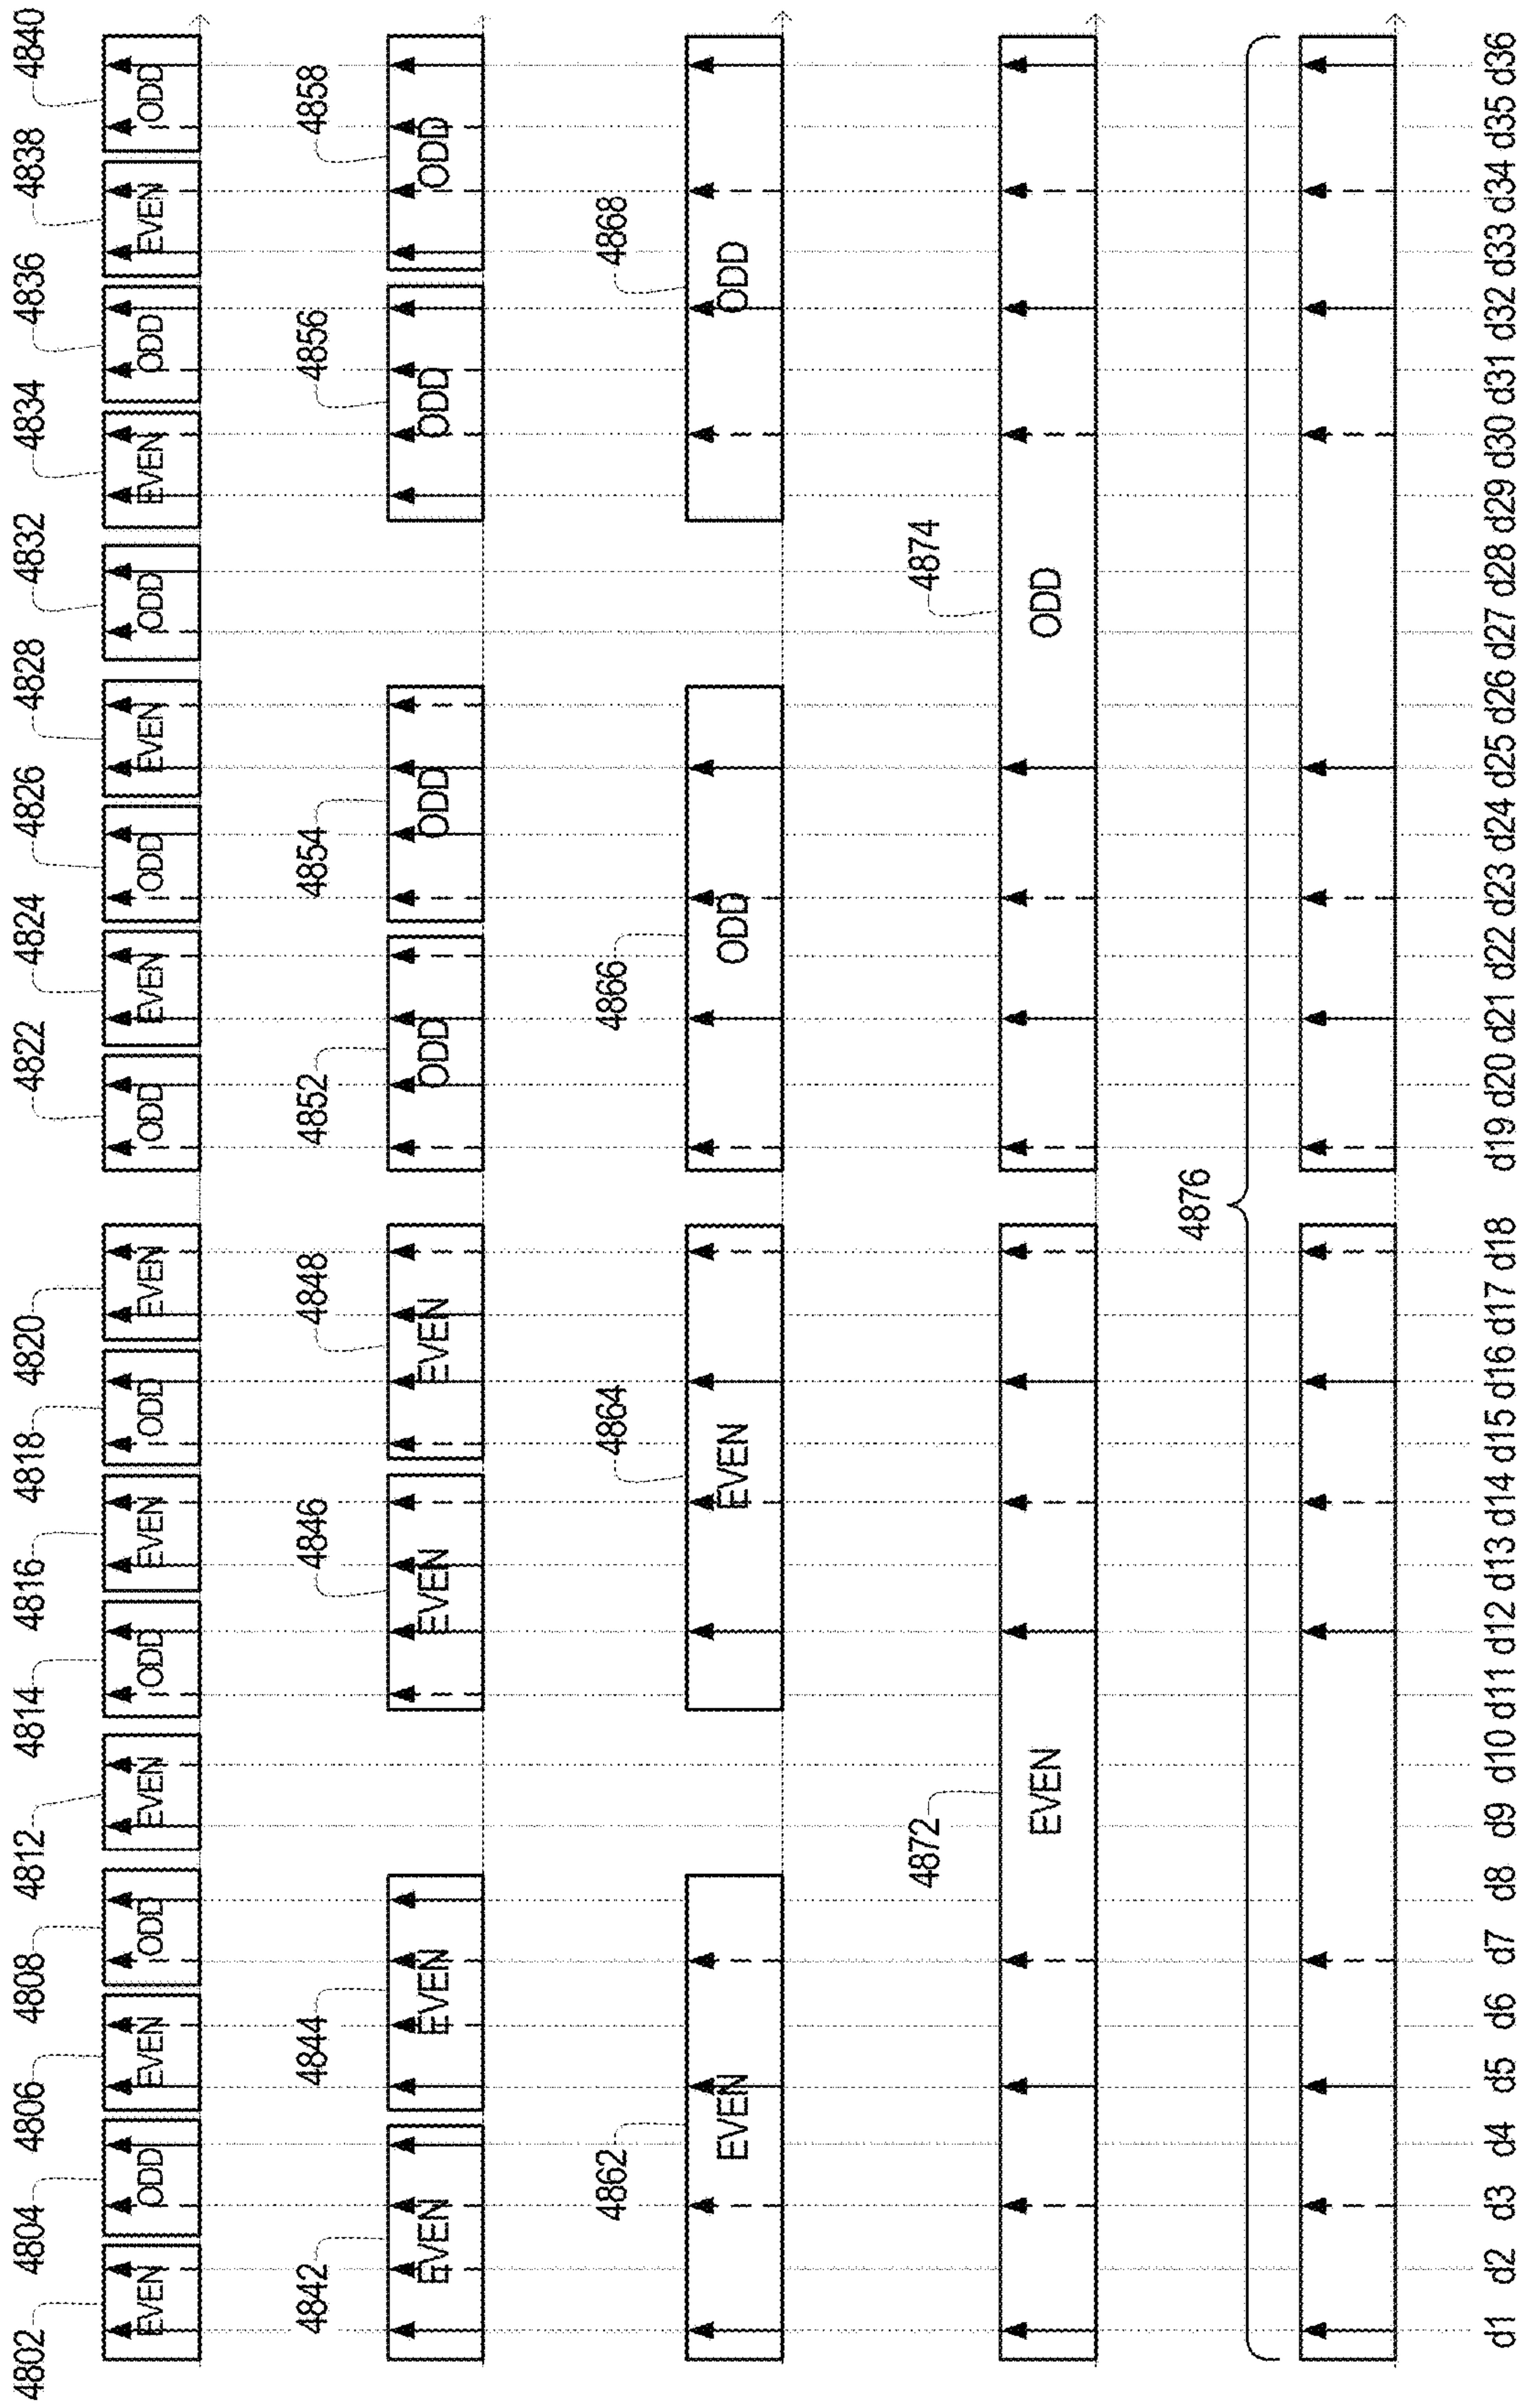 4802 4804 4806 4808 4812 4814 4816 4818 4820 4822 4824 4826 4828 4832 4834 4836 4838 4840
EVEN ODD EVEN ODD EVEN ODD EVEN ODD EVEN ODD EVEN ODD EVEN ODD EVEN ODD EVEN ODD
4842 4844 4846 4848 4852 4854 4856 4858
EVEN EVEN EVEN EVEN ODD ODD ODD ODD
4862 4864 4866 4868
EVEN EVEN ODD ODD
4872 4874
EVEN ODD
4876
d1 d2 d3 d4 d5 d6 d7 d8 d9 d10 d11 d12 d13 d14 d15 d16 d17 d18 d19 d20 d21 d22 d23 d24 d25 d26 d27 d28 d29 d30 d31 d32 d33 d34 d35 d36